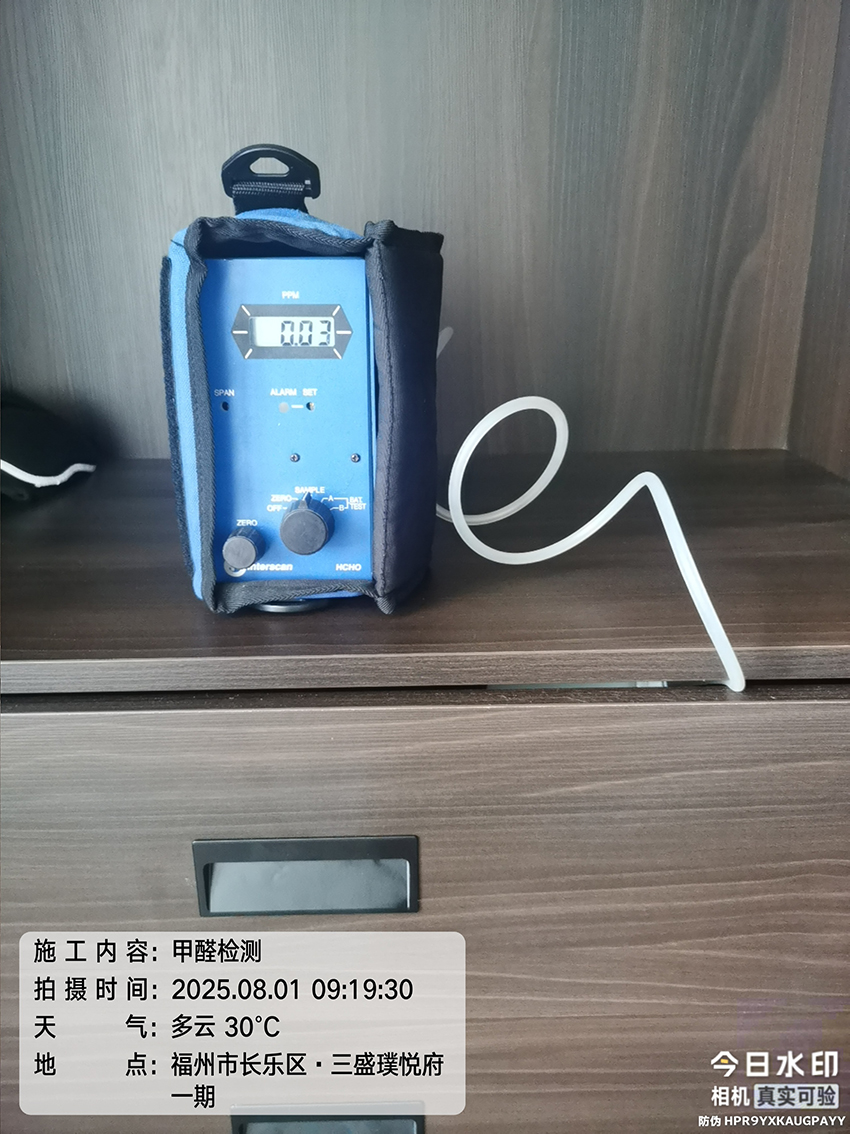 PPM
0.03
SPAN
ALARM SET
SAMPLE
ZERO
A
BAT
OFF
B
TEST
ZERO
interscan
HCHO
施工内容：甲醛检测
拍摄时间：2025.08.01 09:19:30
天气：多云 30°C
地点：福州市长乐区·三盛璞悦府
一期
今日水印
相机 真实可验
防伪 HPR9YXKAUGPAYY